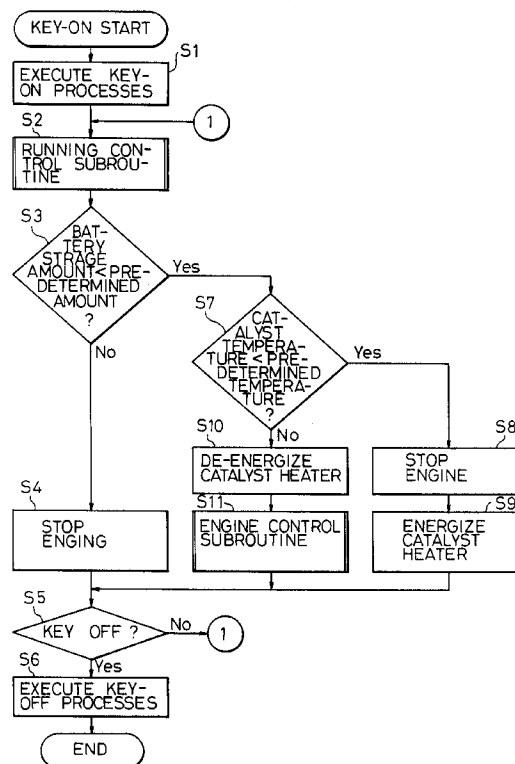 KEY-ON START
S1
EXECUTE KEY-
ON PROCESSES
1
S2
RUNNING CON-
TROL SUBROU-
TINE
S3
BAT-
TERY
STRAGE
AMOUNT<PRE-
DETERMINED
AMOUNT
?
Yes
No
S7
CAT-
ALYST
TEMPERA-
TURE<PRE-
DETERMINED
TEMPERA-
TURE
?
Yes
No
S10
DE-ENERGIZE
CATALYST HEATER
S8
STOP
ENGINE
S4
STOP
ENGING
S11
ENGINE CONTROL
SUBROUTINE
S9
ENERGIZE
CATALYST
HEATER
S5
KEY OFF ?
No
1
Yes
S6
EXECUTE KEY-
OFF PROCESSES
END